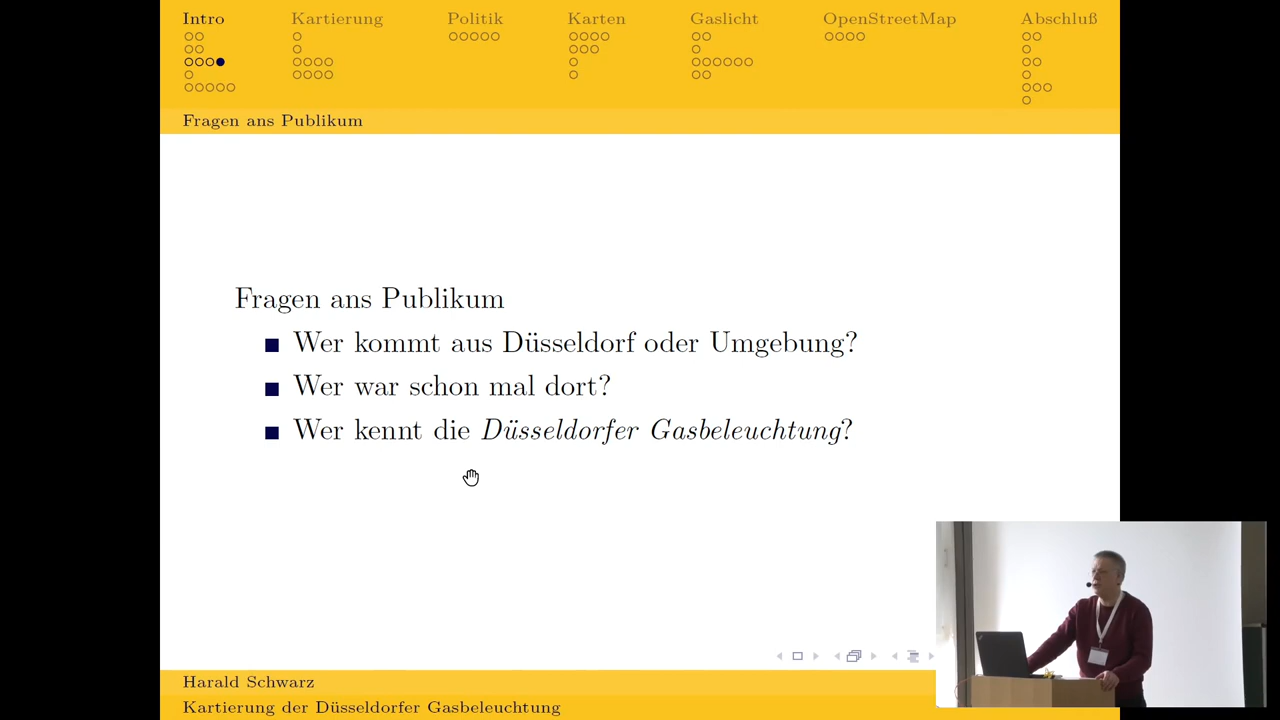 Intro Kartierung Politik Karten Gaslicht OpenStreetMap Abschluß
Fragen ans Publikum
Fragen ans Publikum
Wer kommt aus Düsseldorf oder Umgebung?
Wer war schon mal dort?
Wer kennt die Düsseldorfer Gasbeleuchtung?
Harald Schwarz
Kartierung der Düsseldorfer Gasbeleuchtung